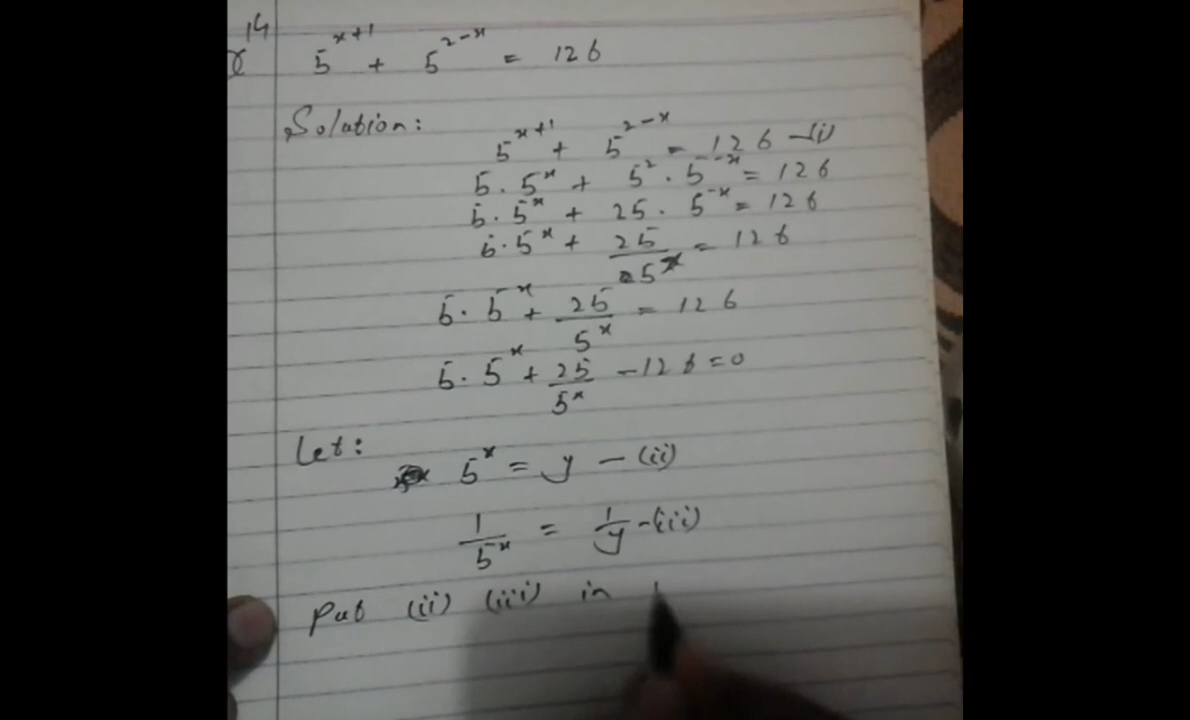 14
5^{x+1} + 5^{2-x} = 126
Solution:
5^{x+1} + 5^{2-x} = 126 -(i)
5 . 5^x + 5^2 . 5^{-x} = 126
5 . 5^x + 25 . 5^{-x} = 126
5 . 5^x + 25/5^x = 126
5 . 5^x + 25/5^x = 126
5 . 5^x + 25/5^x - 126 = 0
Let:
5^x = y - (ii)
1/5^x = 1/y - (iii)
Put (ii) (iii) in